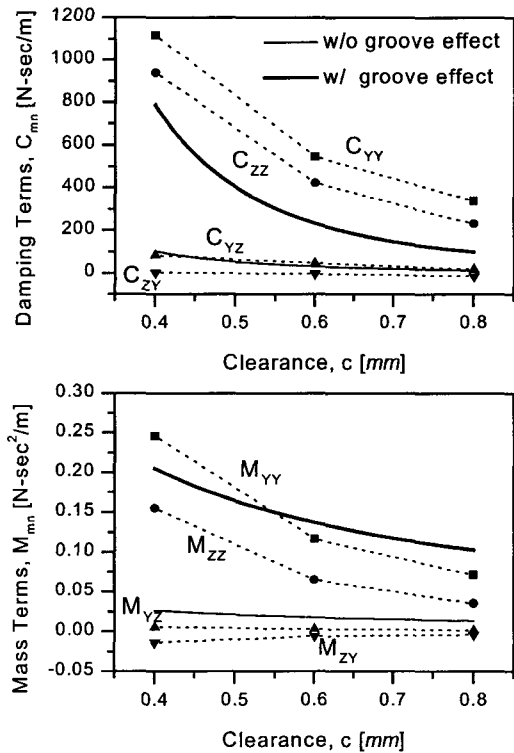 1200
1000
800
600
400
200
0
Damping Terms, C_mn [N-sec/m]
w/o groove effect
w/ groove effect
C_YY
C_ZZ
C_YZ
C_ZY
0.4 0.5 0.6 0.7 0.8
Clearance, c [mm]
0.30
0.25
0.20
0.15
0.10
0.05
0.00
-0.05
Mass Terms, M_mn [N-sec²/m]
M_YY
M_ZZ
M_YZ
M_ZY
0.4 0.5 0.6 0.7 0.8
Clearance, c [mm]